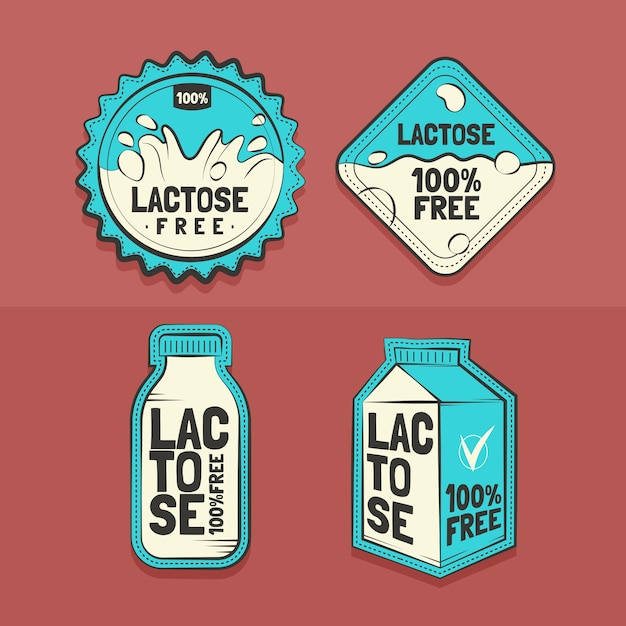 100%
LACTOSE
· FREE ·
LACTOSE
100%
FREE
LAC
TO
SE
100%FREE
LAC
TO
SE
100%
FREE